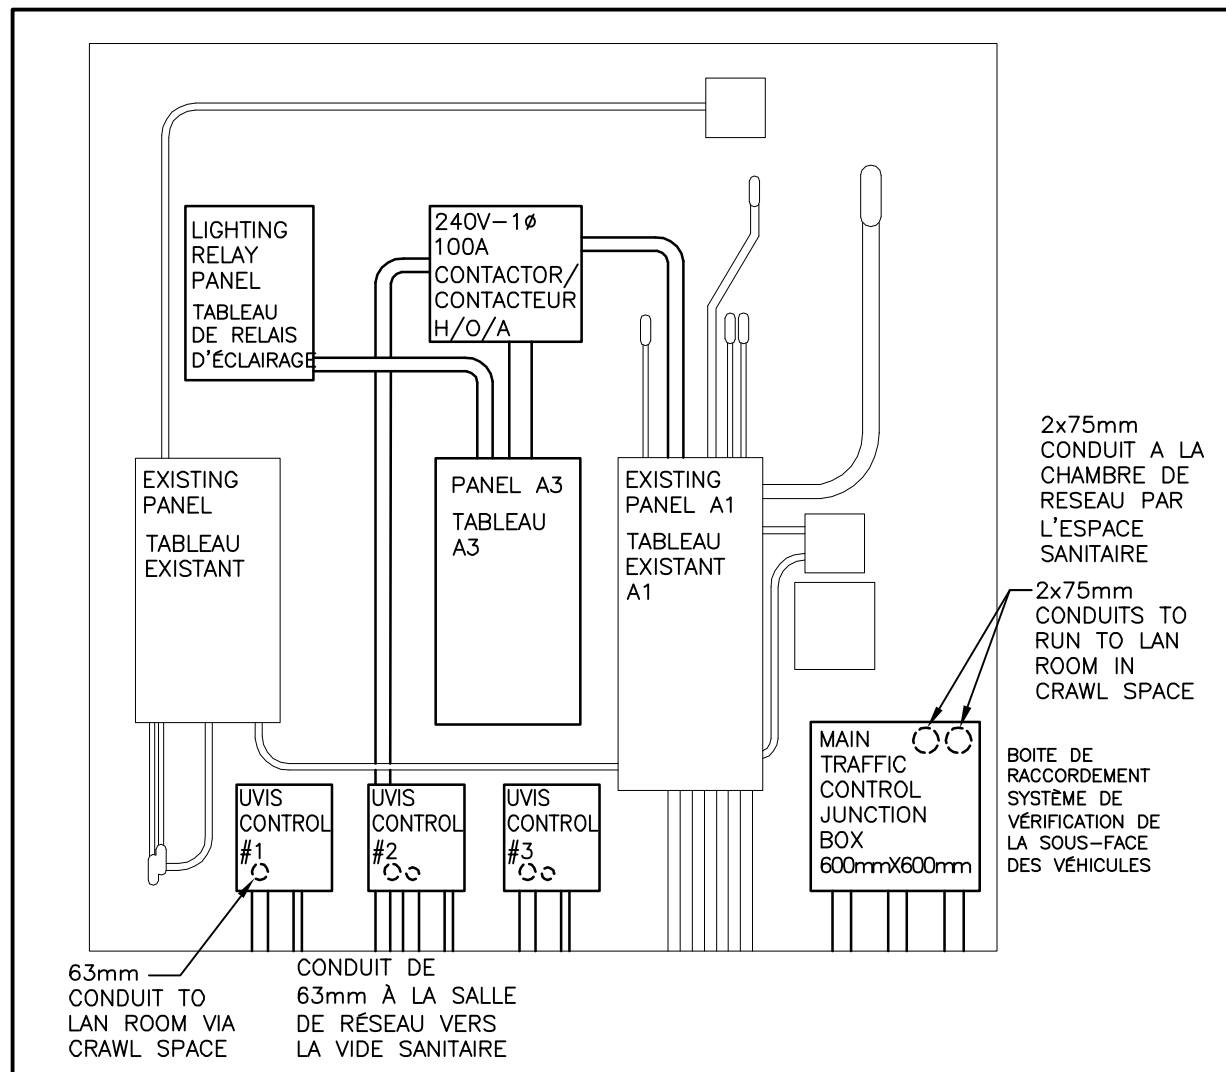 LIGHTING
RELAY
PANEL
TABLEAU
DE RELAIS
D'ÉCLAIRAGE
240V-1ø
100A
CONTACTOR/
CONTACTEUR
H/O/A
EXISTING
PANEL
TABLEAU
EXISTANT
PANEL A3
TABLEAU
A3
EXISTING
PANEL A1
TABLEAU
EXISTANT
A1
2x75mm
CONDUIT A LA
CHAMBRE DE
RESEAU PAR
L'ESPACE
SANITAIRE
2x75mm
CONDUITS TO
RUN TO LAN
ROOM IN
CRAWL SPACE
UVIS
CONTROL
#1
UVIS
CONTROL
#2
UVIS
CONTROL
#3
MAIN
TRAFFIC
CONTROL
JUNCTION
BOX
600mmX600mm
BOITE DE
RACCORDEMENT
SYSTÈME DE
VÉRIFICATION DE
LA SOUS-FACE
DES VÉHICULES
63mm
CONDUIT TO
LAN ROOM VIA
CRAWL SPACE
CONDUIT DE
63mm À LA SALLE
DE RÉSEAU VERS
LA VIDE SANITAIRE